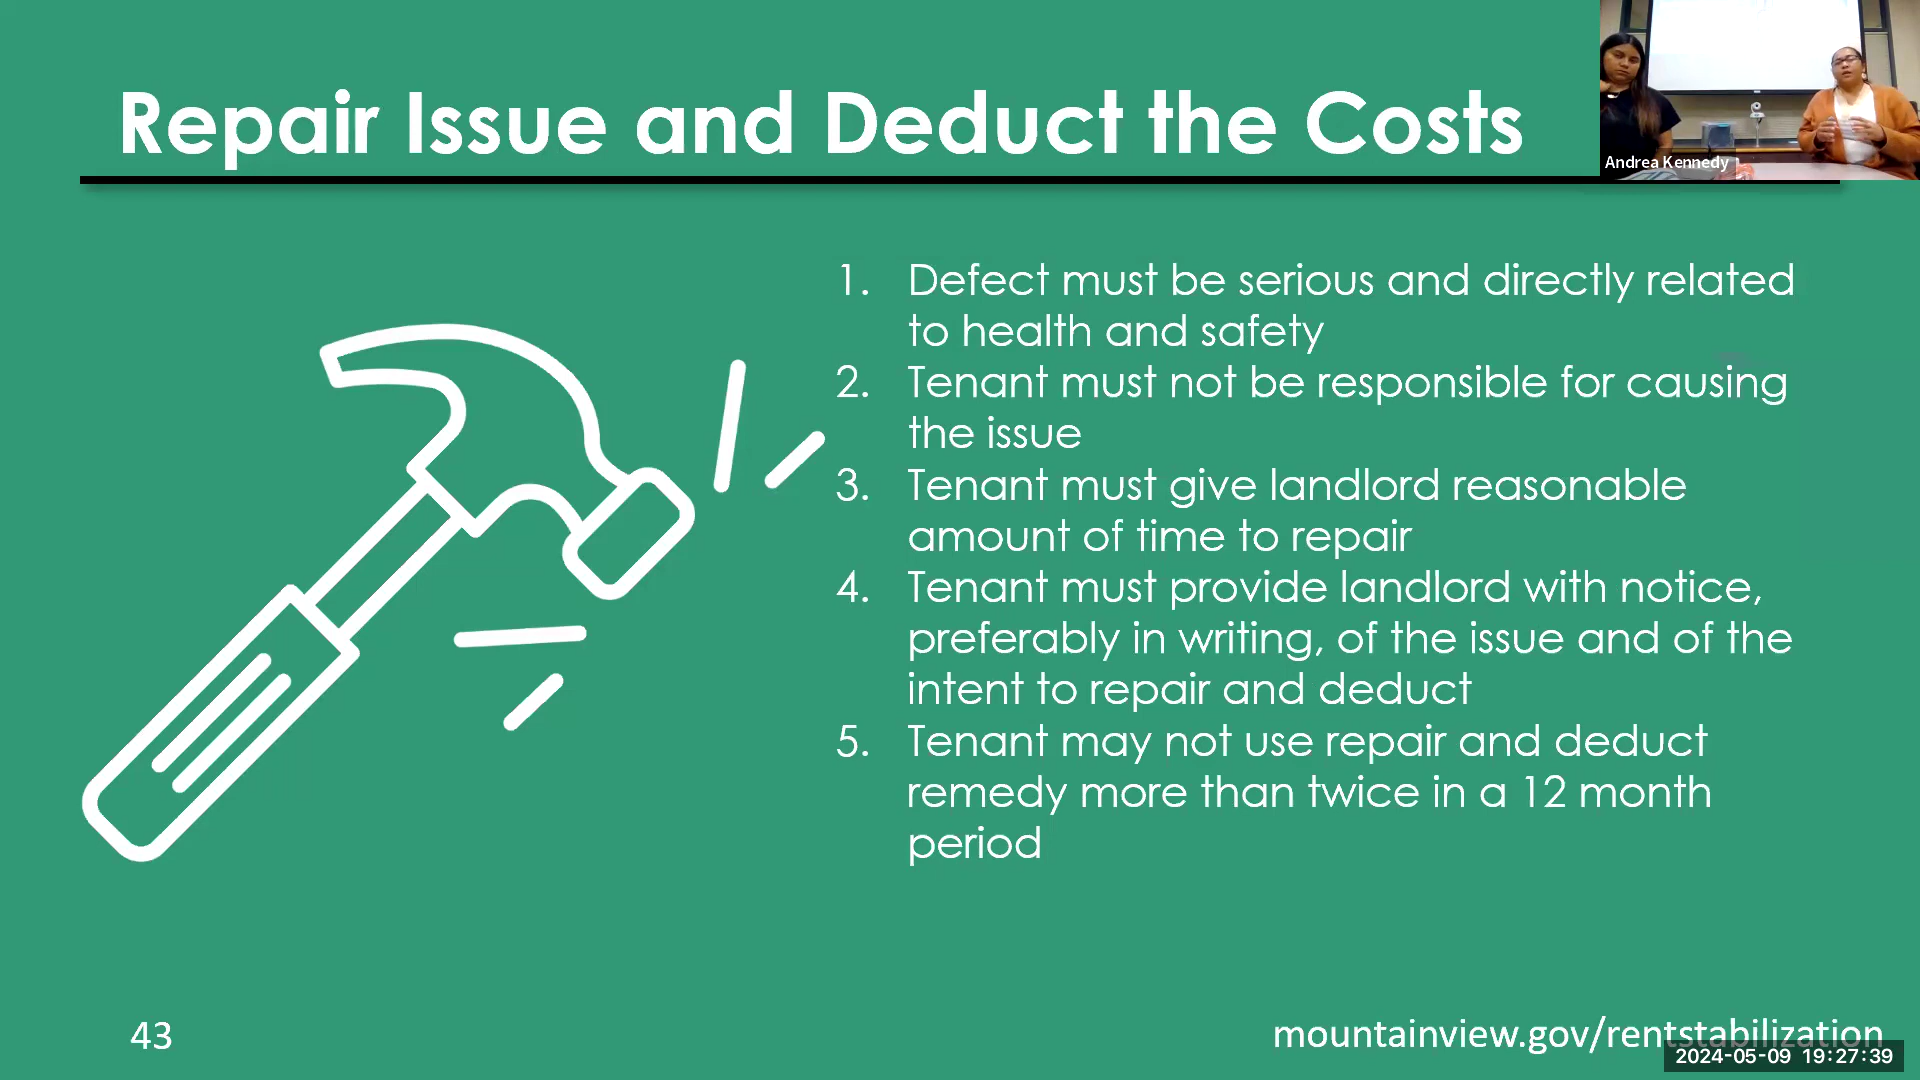 Repair Issue and Deduct the Costs
Andrea Kennedy
1. Defect must be serious and directly related
to health and safety
2. Tenant must not be responsible for causing
the issue
3. Tenant must give landlord reasonable
amount of time to repair
4. Tenant must provide landlord with notice,
preferably in writing, of the issue and of the
intent to repair and deduct
5. Tenant may not use repair and deduct
remedy more than twice in a 12 month
period
43
mountainview.gov/rentstabilization
2024-05-09 19:27:39